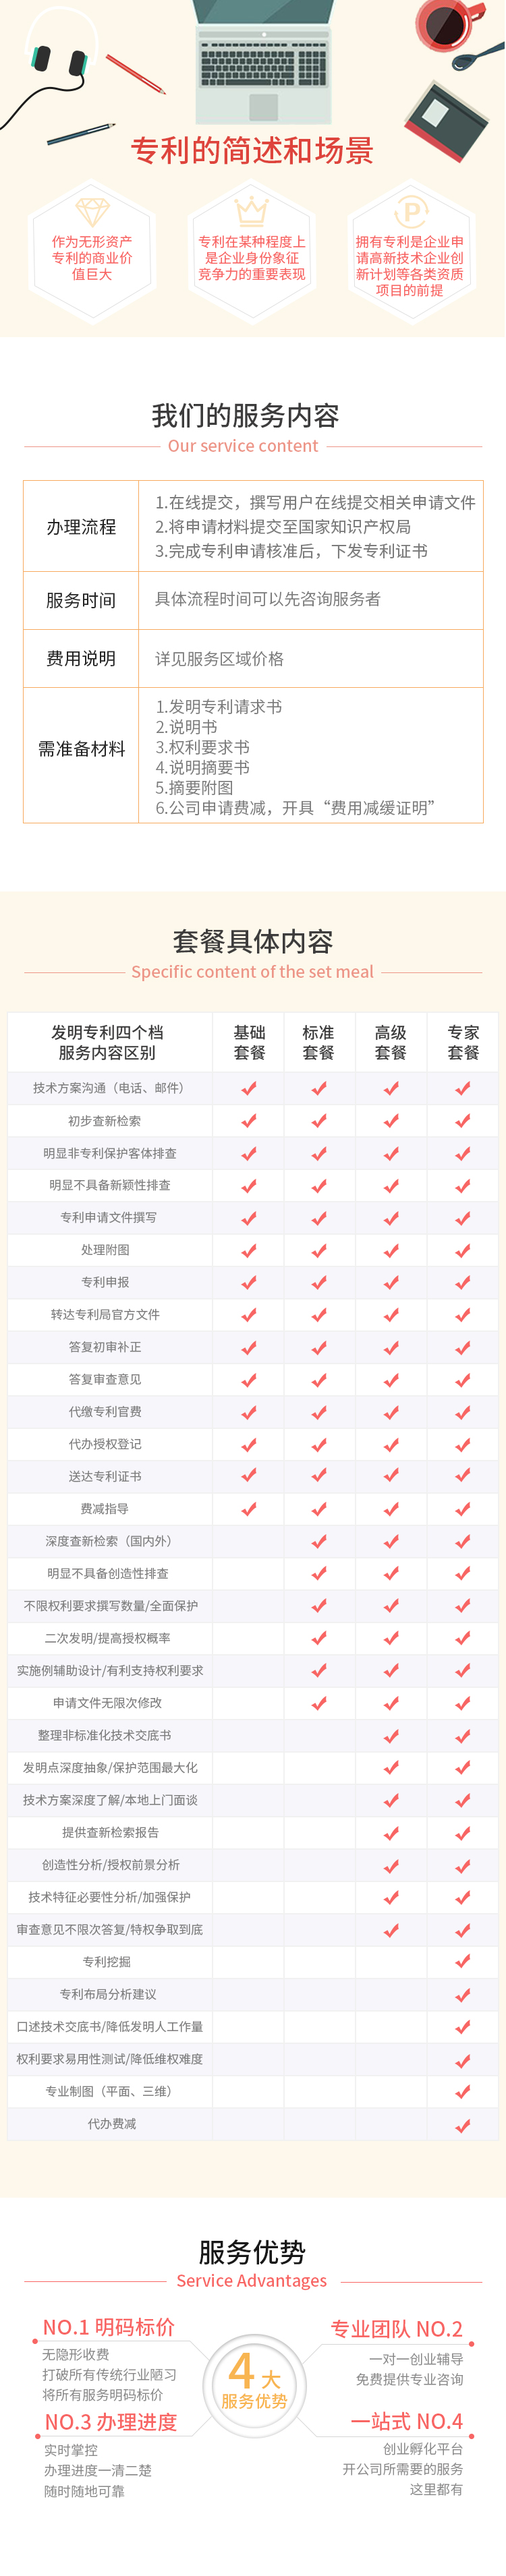 专利的简述和场景
作为无形资产
专利的商业价
值巨大
专利在某种程度上
是企业身份象征
竞争力的重要表现
P
拥有专利是企业申
请高新技术企业创
新计划等各类资质
项目的前提
我们的服务内容
Our service content
办理流程
1.在线提交，撰写用户在线提交相关申请文件
2.将申请材料提交至国家知识产权局
3.完成专利申请核准后，下发专利证书
服务时间
具体流程时间可以先咨询服务者
费用说明
详见服务区域价格
需准备材料
1.发明专利请求书
2.说明书
3.权利要求书
4.说明摘要书
5.摘要附图
6.公司申请费减，开具“费用减缓证明”
套餐具体内容
Specific content of the set meal
发明专利四个档
服务内容区别
基础
套餐
标准
套餐
高级
套餐
专家
套餐
技术方案沟通（电话、邮件）
初步查新检索
明显非专利保护客体排查
明显不具备新颖性排查
专利申请文件撰写
处理附图
专利申报
转达专利局官方文件
答复初审补正
答复审查意见
代缴专利官费
代办授权登记
送达专利证书
费减指导
深度查新检索（国内外）
明显不具备创造性排查
不限权利要求撰写数量/全面保护
二次发明/提高授权概率
实施例辅助设计/有利支持权利要求
申请文件无限次修改
整理非标准化技术交底书
发明点深度抽象/保护范围最大化
技术方案深度了解/本地上门面谈
提供查新检索报告
创造性分析/授权前景分析
技术特征必要性分析/加强保护
审查意见不限次答复/特权争取到底
专利挖掘
专利布局分析建议
口述技术交底书/降低发明人工作量
权利要求易用性测试/降低维权难度
专业制图（平面、三维）
代办费减
服务优势
Service Advantages
NO.1 明码标价
无隐形收费
打破所有传统行业陋习
将所有服务明码标价
专业团队 NO.2
一对一创业辅导
免费提供专业咨询
4 大
服务优势
NO.3 办理进度
实时掌控
办理进度一清二楚
随时随地可靠
一站式 NO.4
创业孵化平台
开公司所需要的服务
这里都有